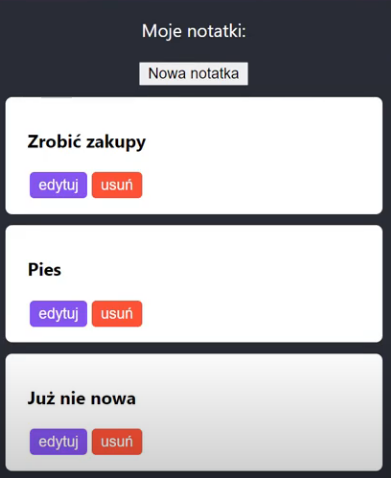 Moje notatki:
Nowa notatka
Zrobić zakupy
edytuj usuń
Pies
edytuj usuń
Już nie nowa
edytuj usuń